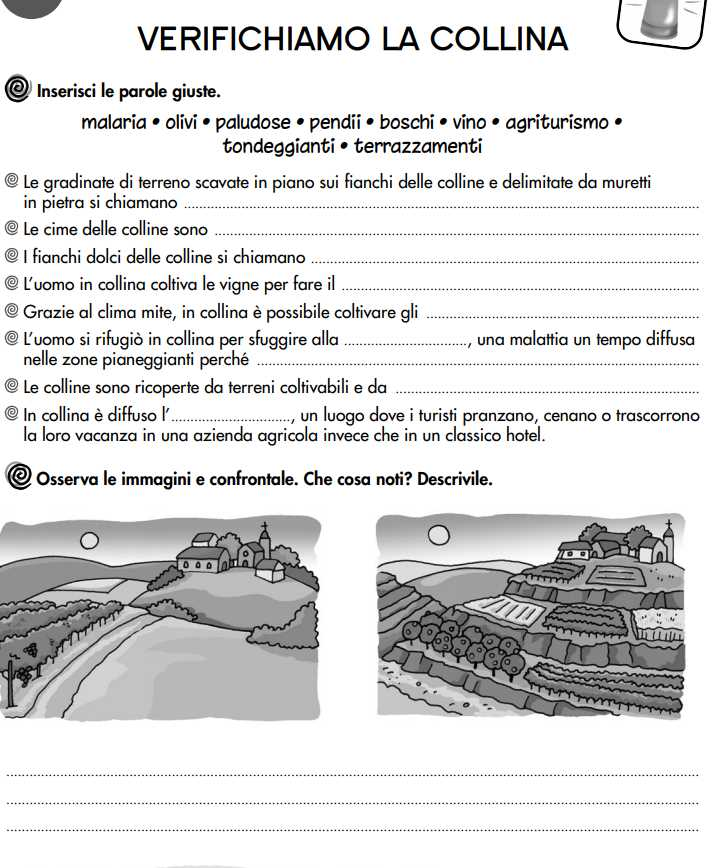 VERIFICHIAMO LA COLLINA
Inserisci le parole giuste.
malaria • olivi • paludose • pendii • boschi • vino • agriturismo •
tondeggianti • terrazzamenti
Le gradinate di terreno scavate in piano sui fianchi delle colline e delimitate da muretti
in pietra si chiamano ................................
Le cime delle colline sono ................................
I fianchi dolci delle colline si chiamano ................................
L'uomo in collina coltiva le vigne per fare il ................................
Grazie al clima mite, in collina è possibile coltivare gli ................................
L'uomo si rifugiò in collina per sfuggire alla ................................, una malattia un tempo diffusa
nelle zone pianeggianti perché ................................
Le colline sono ricoperte da terreni coltivabili e da ................................
In collina è diffuso l'................................, un luogo dove i turisti pranzano, cenano o trascorrono
la loro vacanza in una azienda agricola invece che in un classico hotel.
Osserva le immagini e confrontale. Che cosa noti? Descrivile.